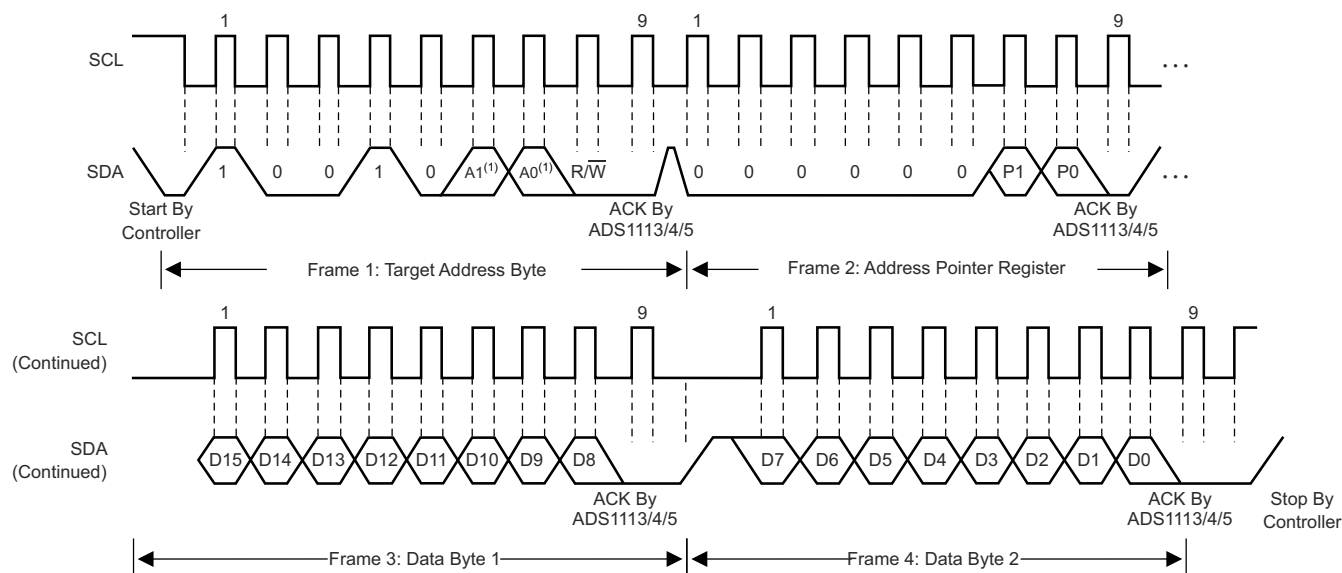 1 9 1 9
SCL ...
SDA 1 0 0 1 0 A1(1) A0(1) R/W 0 0 0 0 0 0 P1 P0 ...
Start By
Controller
ACK By
ADS1113/4/5
ACK By
ADS1113/4/5
Frame 1: Target Address Byte Frame 2: Address Pointer Register
1 9 1 9
SCL
(Continued)
SDA
(Continued)
D15 D14 D13 D12 D11 D10 D9 D8 D7 D6 D5 D4 D3 D2 D1 D0
ACK By
ADS1113/4/5
ACK By
ADS1113/4/5
Stop By
Controller
Frame 3: Data Byte 1 Frame 4: Data Byte 2